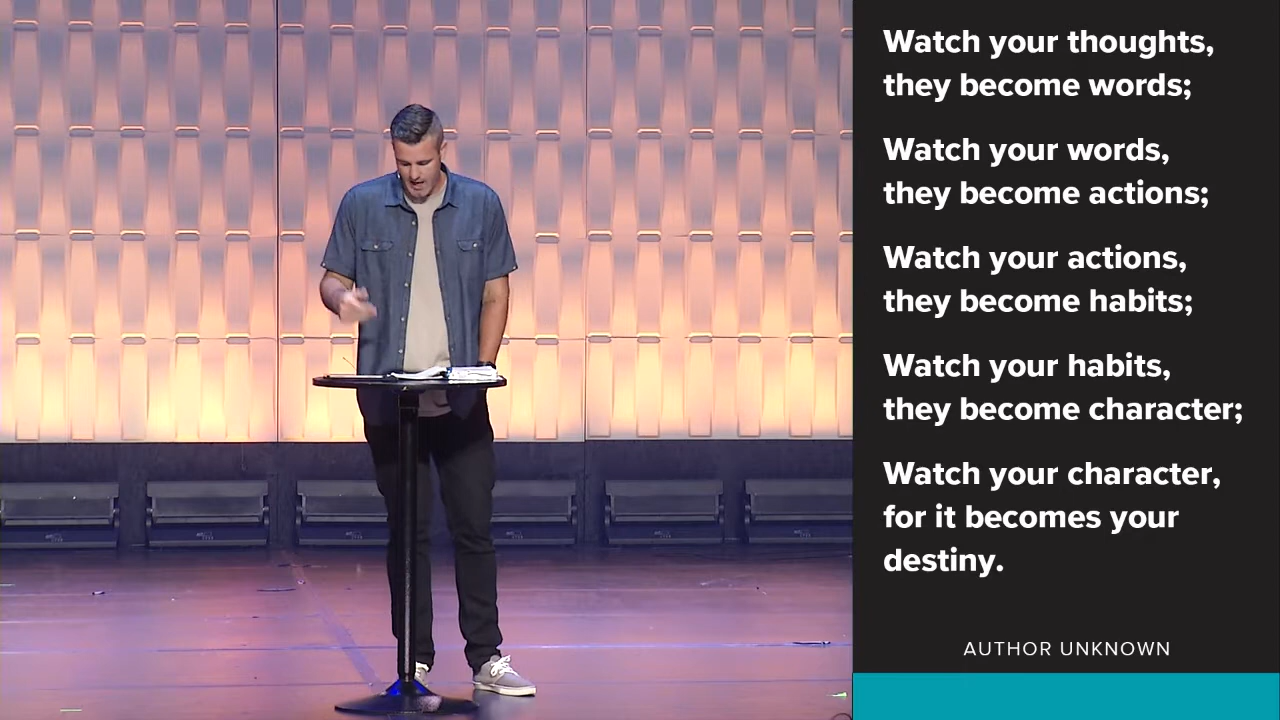 Watch your thoughts,
they become words;
Watch your words,
they become actions;
Watch your actions,
they become habits;
Watch your habits,
they become character;
Watch your character,
for it becomes your
destiny.
AUTHOR UNKNOWN